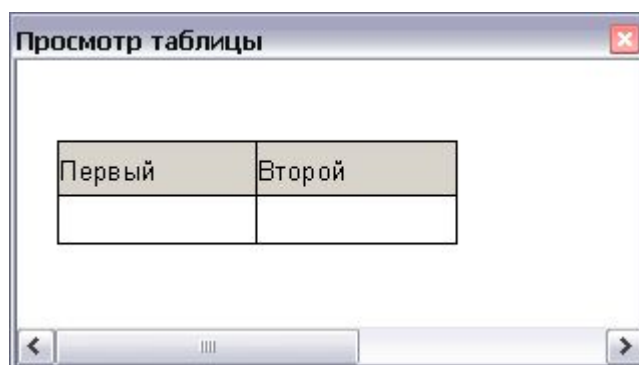 Просмотр таблицы
Первый Второй